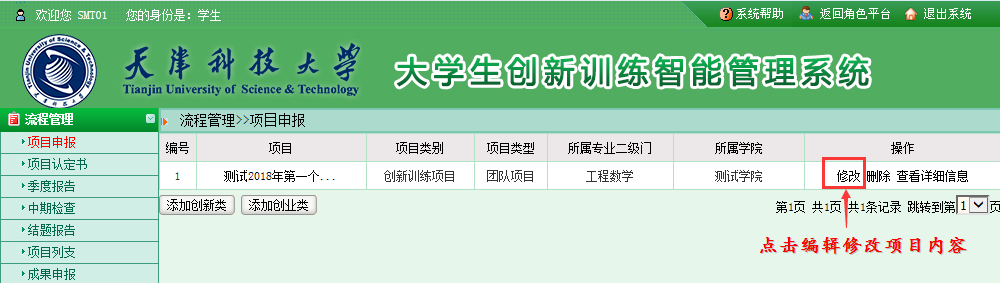 欢迎您 SMT01 您的身份是：学生
系统帮助 返回角色平台 退出系统
天津科技大学
Tianjin University of Science & Technology
大学生创新训练智能管理系统
流程管理
项目申报
项目认定书
季度报告
中期检查
结题报告
项目列支
成果申报
流程管理>>项目申报
编号 项目 项目类别 项目类型 所属专业二级门 所属学院 操作
1 测试2018年第一个... 创新训练项目 团队项目 工程数学 测试学院 修改 删除 查看详细信息
添加创新类 添加创业类
第1页 共1页 共1条记录 跳转到第 1 页
点击编辑修改项目内容